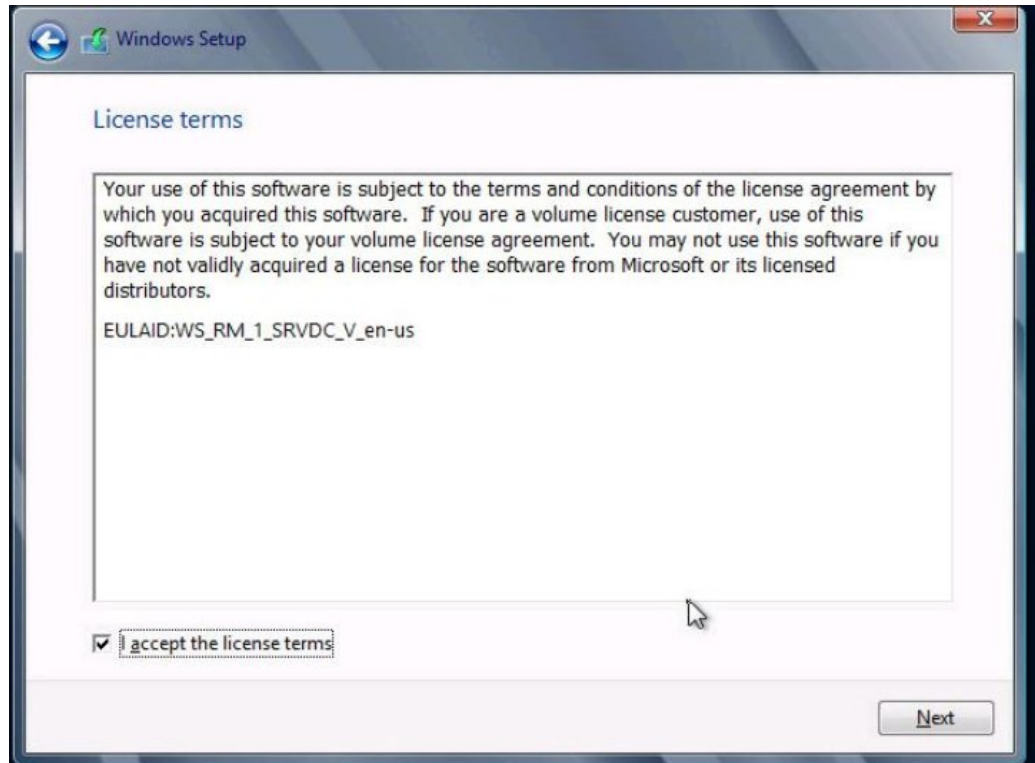 Windows Setup
License terms
Your use of this software is subject to the terms and conditions of the license agreement by
which you acquired this software.  If you are a volume license customer, use of this
software is subject to your volume license agreement.  You may not use this software if you
have not validly acquired a license for the software from Microsoft or its licensed
distributors.
EULAID:WS_RM_1_SRVDC_V_en-us
I accept the license terms
Next